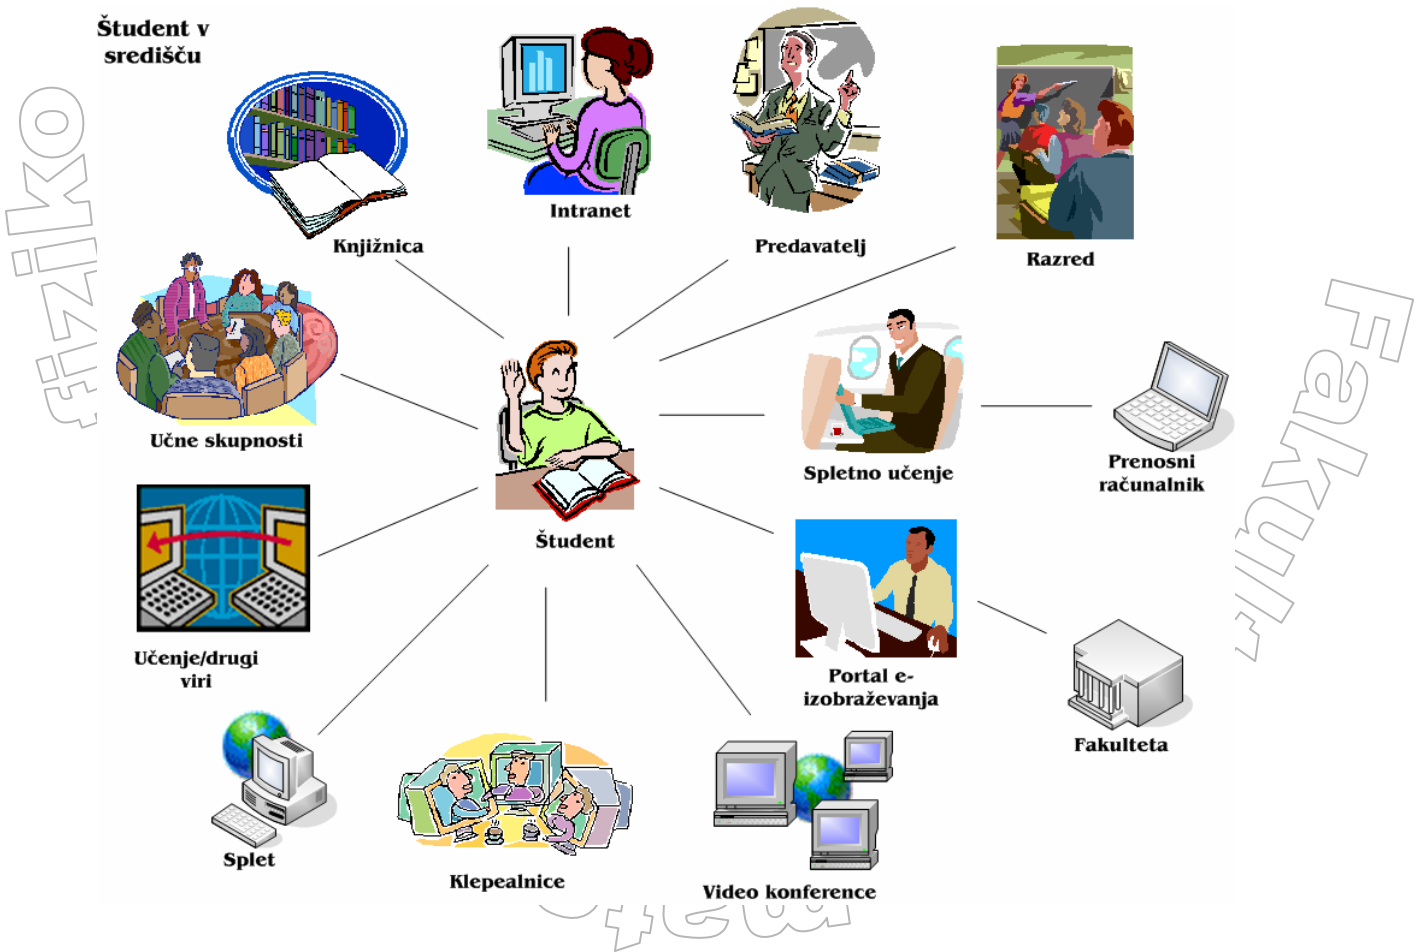 Študent v
središču
Knjižnica
Intranet
Predavatelj
Razred
Učne skupnosti
Študent
Spletno učenje
Prenosni
računalnik
Učenje/drugi
viri
Portal e-
izobraževanja
Fakulteta
Splet
Klepealnice
Video konference
fiziko
Fakult
mate